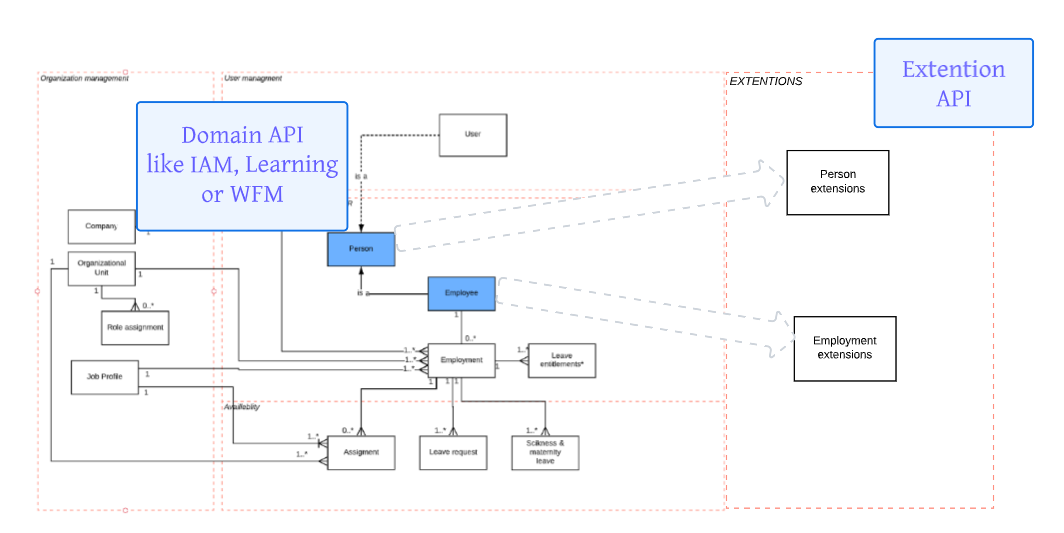 Organization management
User managment
EXTENTIONS
Extention
API
Domain API
like IAM, Learning
or WFM
User
is a
Person
extensions
Company
1
Person
Organizational
Unit
1
1
1
0..*
Role assignment
is a
Employee
1
0..*
Employment
extensions
1..*
1..*
1..*
Employment
1
1..*
Leave
entitlements*
Job Profile
1
1
1
1
1
Availeblity
0..*
1..*
1..*
1..*
1..*
Assigment
Leave request
Scikness &
maternity
leave